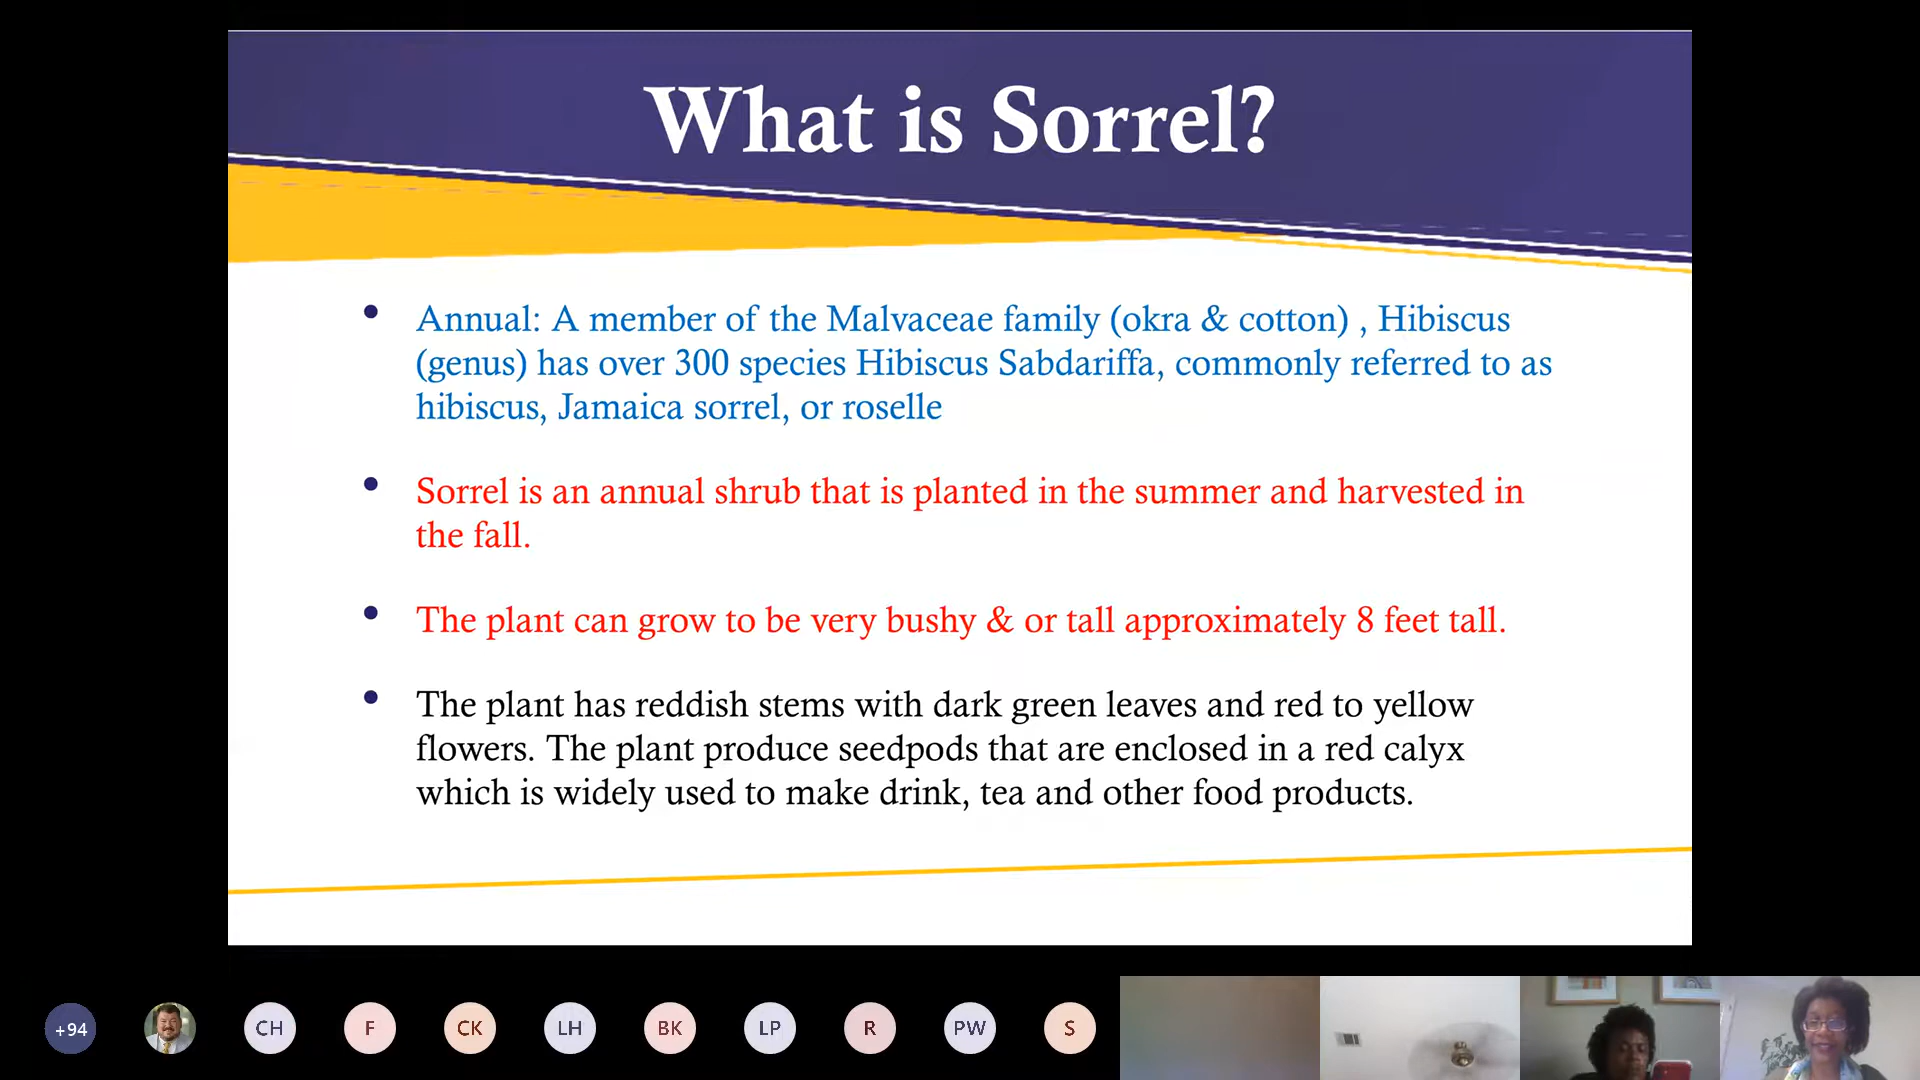 What is Sorrel?
• Annual: A member of the Malvaceae family (okra & cotton) , Hibiscus
(genus) has over 300 species Hibiscus Sabdariffa, commonly referred to as
hibiscus, Jamaica sorrel, or roselle
• Sorrel is an annual shrub that is planted in the summer and harvested in
the fall.
• The plant can grow to be very bushy & or tall approximately 8 feet tall.
• The plant has reddish stems with dark green leaves and red to yellow
flowers. The plant produce seedpods that are enclosed in a red calyx
which is widely used to make drink, tea and other food products.
+94 CH F CK LH BK LP R PW S